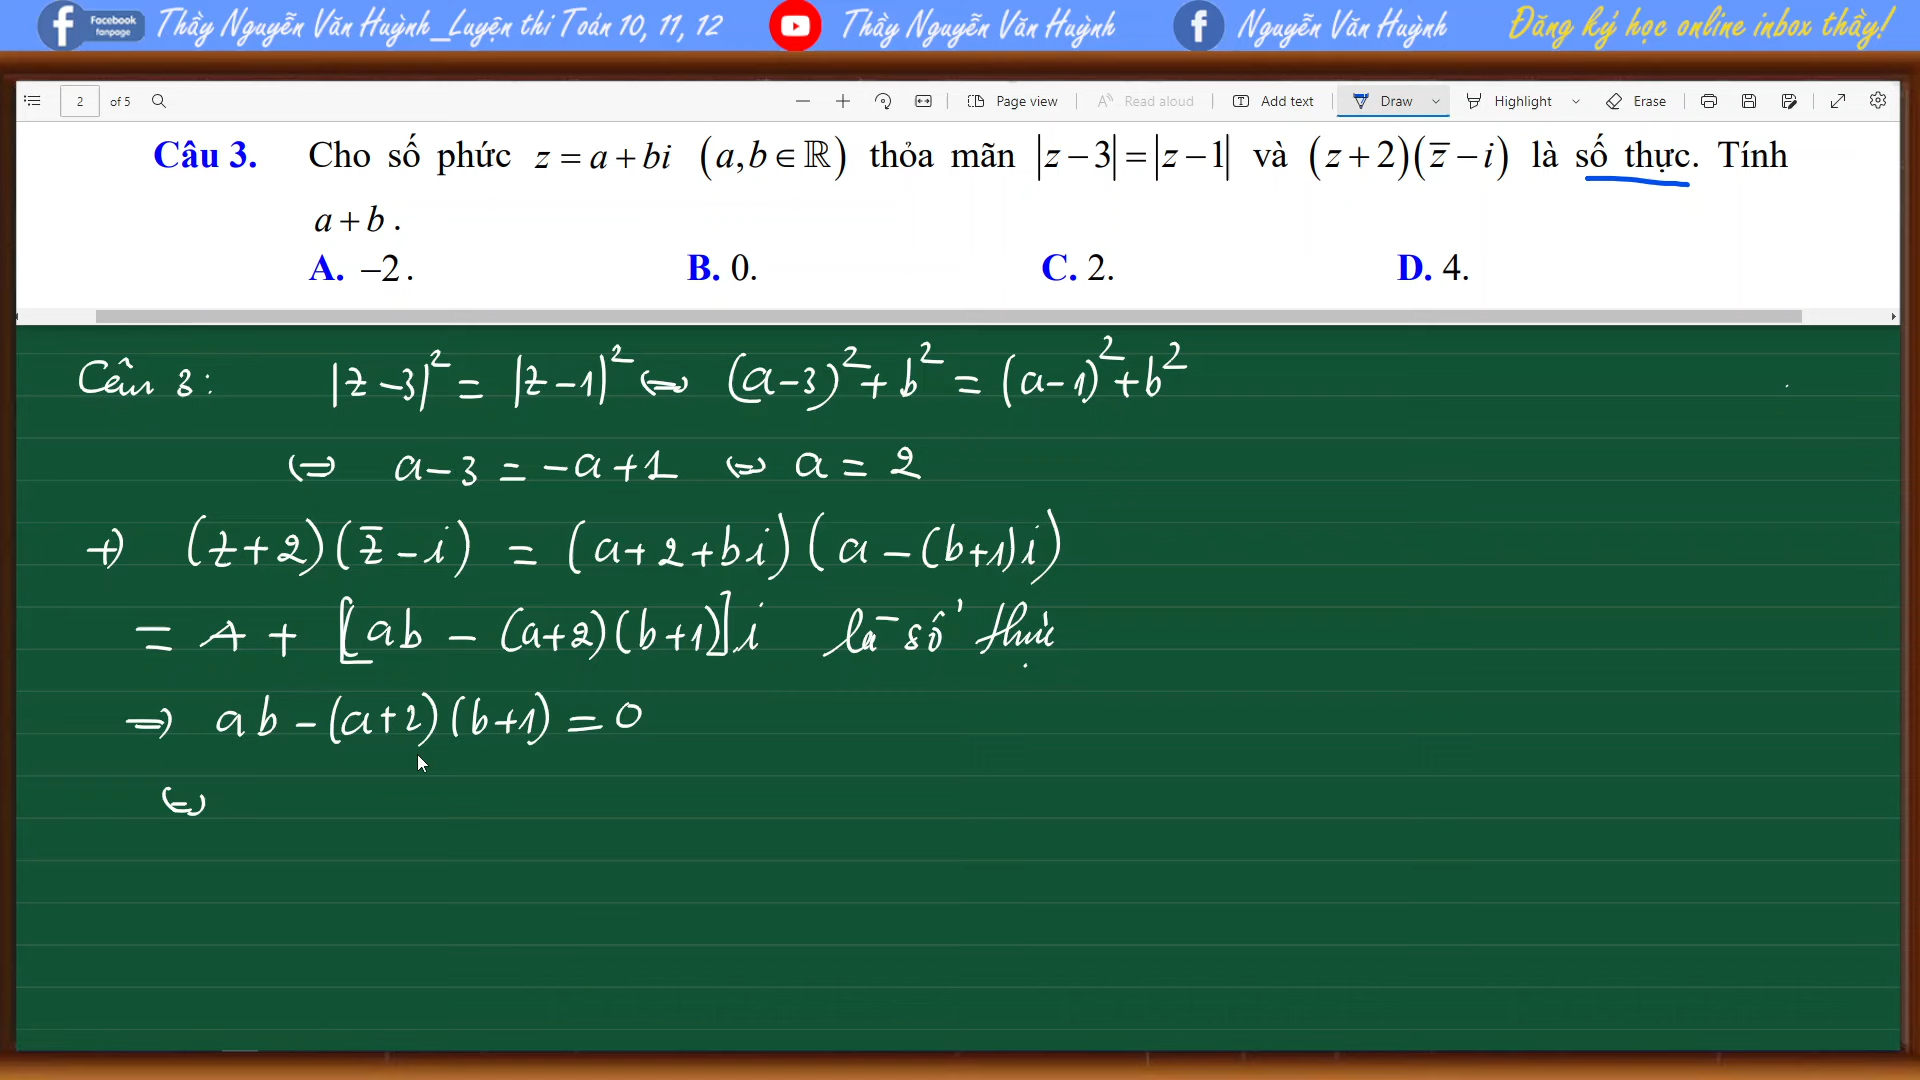 Facebook fanpage Thầy Nguyễn Văn Huỳnh_Luyện thi Toán 10, 11, 12 Thầy Nguyễn Văn Huỳnh f Nguyễn Văn Huỳnh Đăng ký học online inbox thầy!
2 of 5 Page view Read aloud Add text Draw Highlight Erase
Câu 3. Cho số phức z = a + bi (a, b ∈ ℝ) thỏa mãn |z − 3| = |z − 1| và (z + 2)(z̅ − i) là số thực. Tính
a + b .
A. −2 . B. 0. C. 2. D. 4.
Câu 3 : |z − 3|² = |z − 1|² ⇔ (a − 3)² + b² = (a − 1)² + b²
⇔ a − 3 = −a + 1 ⇔ a = 2
+) (z + 2)(z̅ − i) = (a + 2 + bi)(a − (b + 1)i)
= A + [ab − (a + 2)(b + 1)]i là số thực
⇒ ab − (a + 2)(b + 1) = 0
⇔